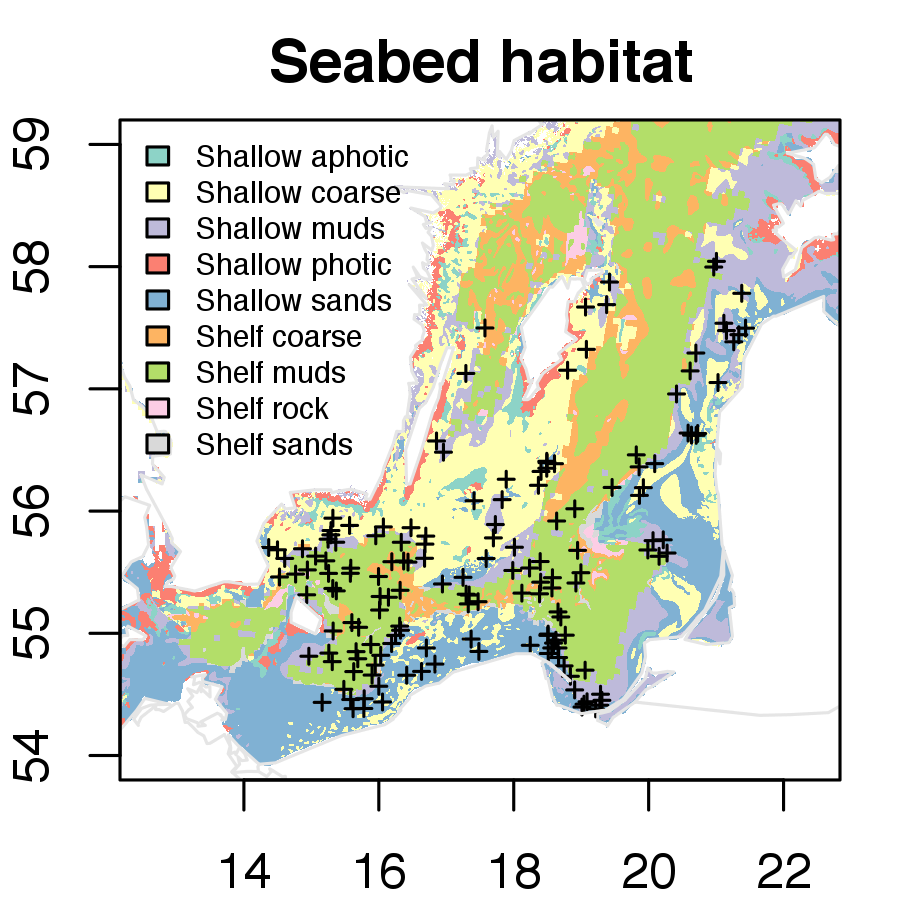 Seabed habitat
59
58
57
56
55
54
Shallow aphotic
Shallow coarse
Shallow muds
Shallow photic
Shallow sands
Shelf coarse
Shelf muds
Shelf rock
Shelf sands
14 16 18 20 22